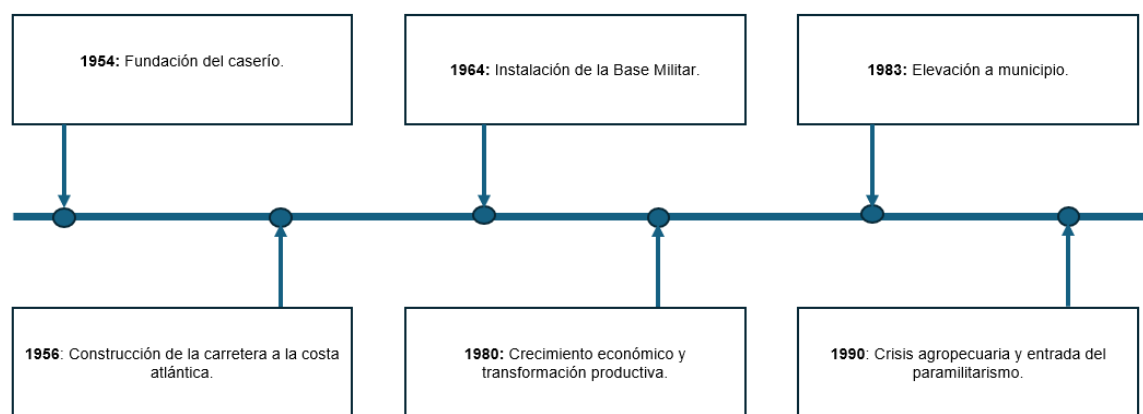 1954: Fundación del caserío.
1964: Instalación de la Base Militar.
1983: Elevación a municipio.
1956: Construcción de la carretera a la costa
atlántica.
1980: Crecimiento económico y
transformación productiva.
1990: Crisis agropecuaria y entrada del
paramilitarismo.